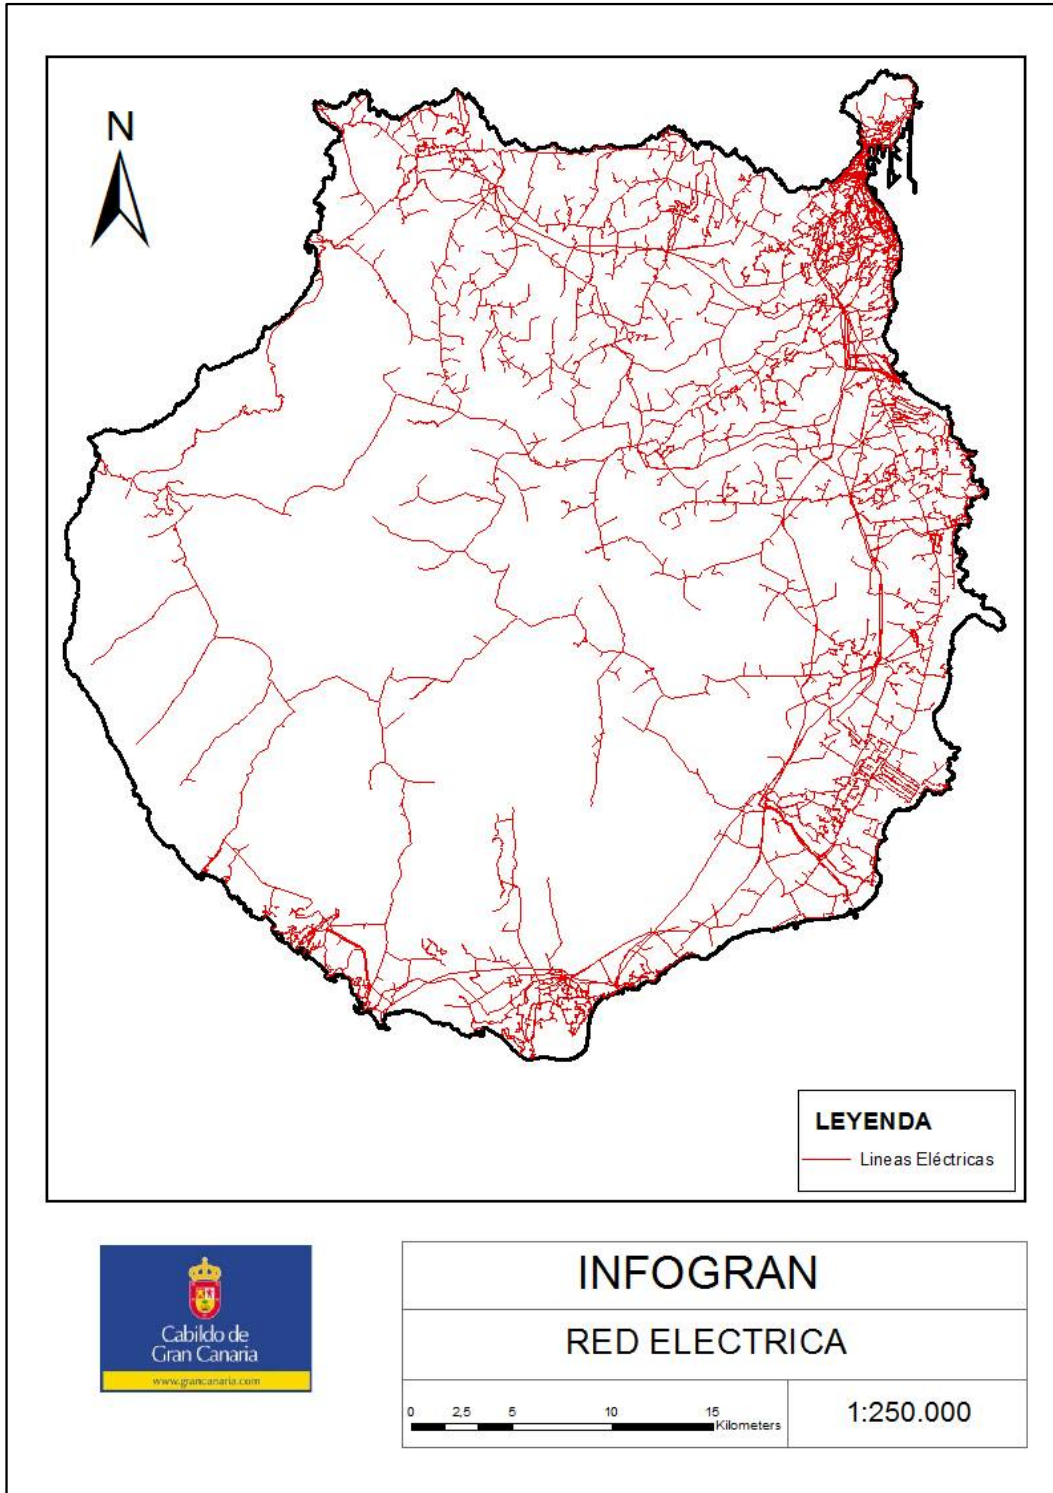 N
LEYENDA
Lineas Eléctricas
Cabildo de
Gran Canaria
www.grancanaria.com
INFOGRAN
RED ELECTRICA
0 2,5 5 10 15
Kilometers
1:250.000